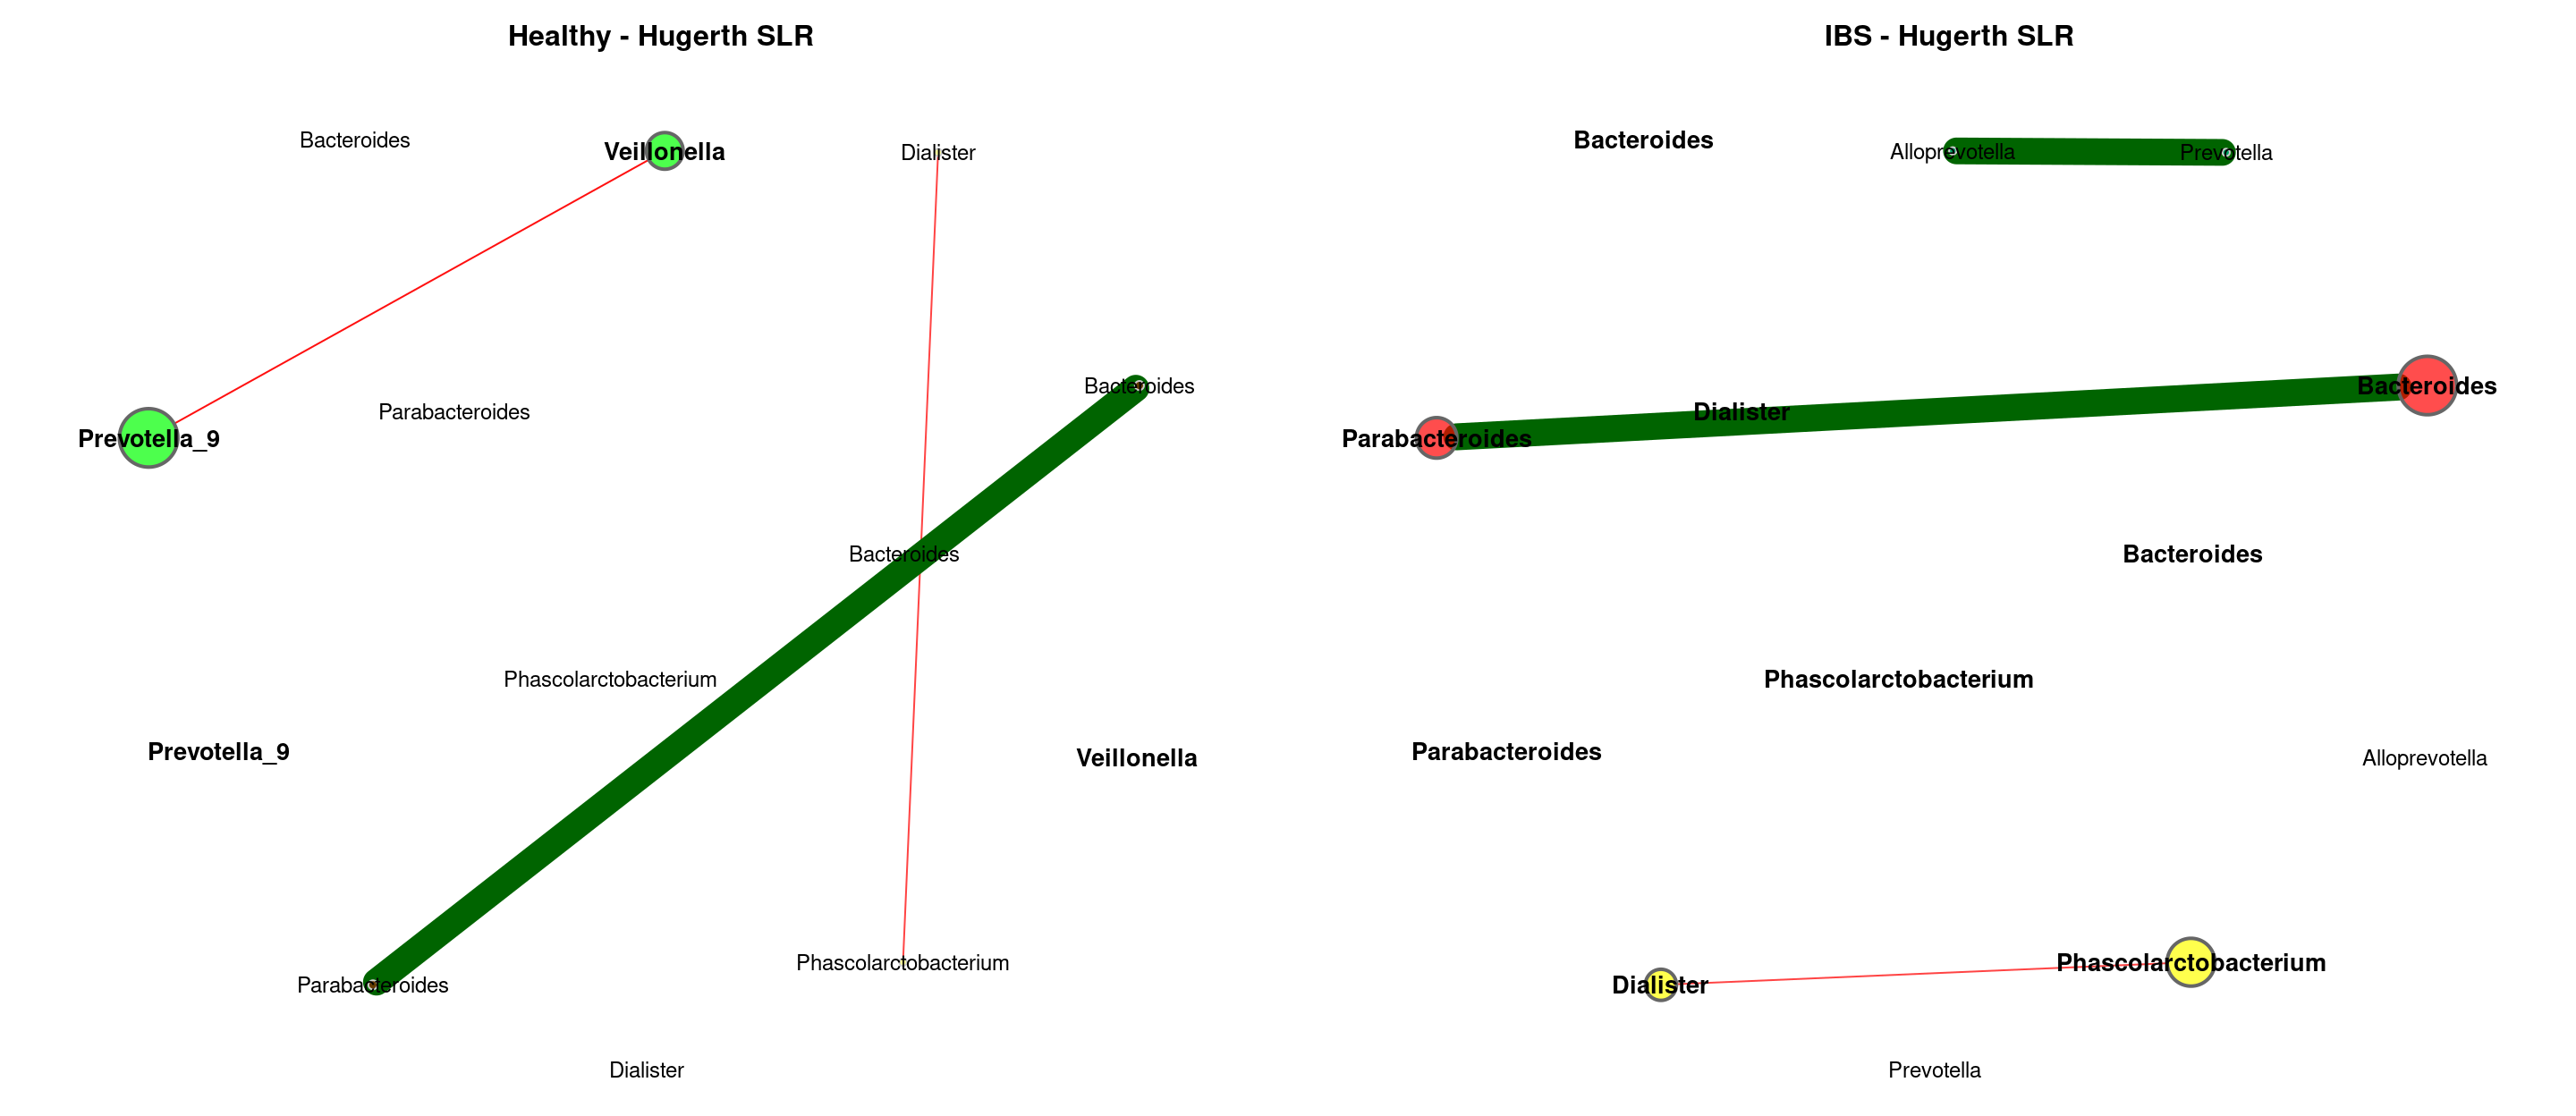 Healthy - Hugerth SLR
Bacteroides
Veillonella
Dialister
Bacteroides
Parabacteroides
Prevotella_9
Bacteroides
Phascolarctobacterium
Prevotella_9
Veillonella
Phascolarctobacterium
Parabacteroides
Dialister
IBS - Hugerth SLR
Bacteroides
Alloprevotella
Prevotella
Bacteroides
Dialister
Parabacteroides
Bacteroides
Phascolarctobacterium
Parabacteroides
Alloprevotella
Phascolarctobacterium
Dialister
Prevotella